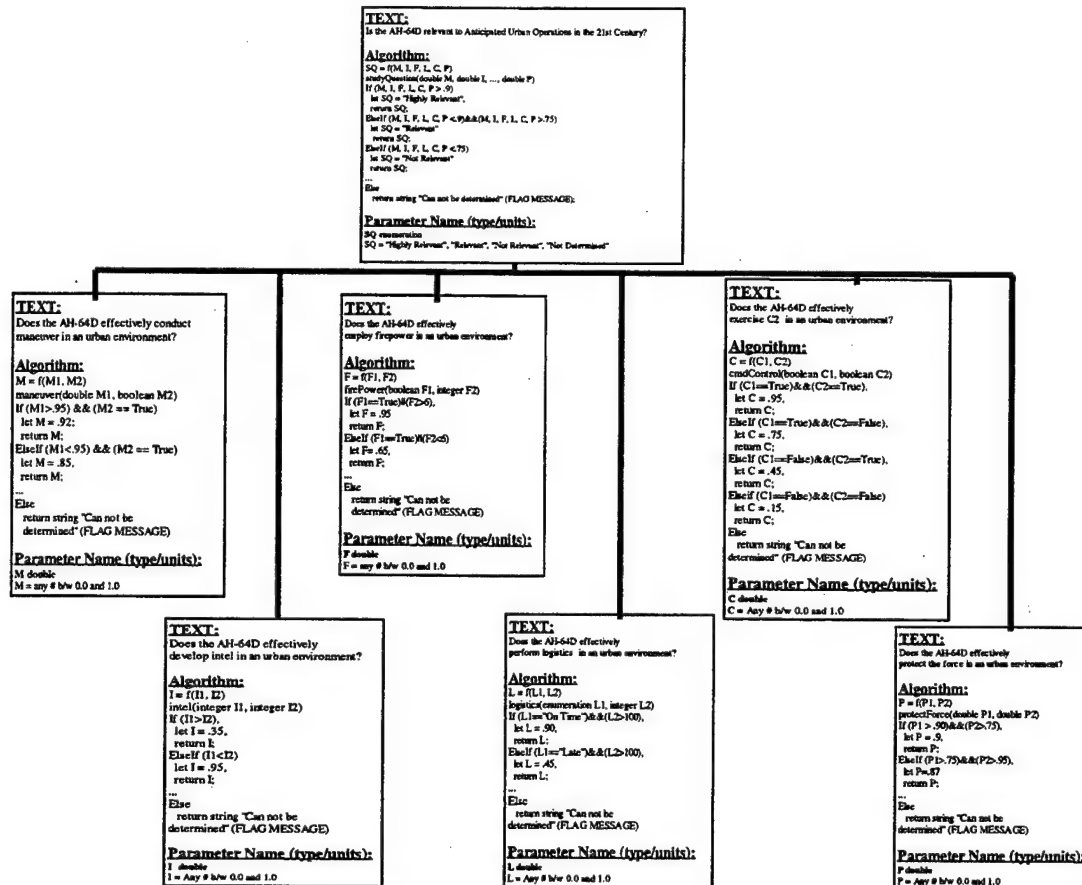 TEXT:
Is the AH-64D relevant to Anticipated Urban Operations in the 21st Century?
Algorithm:
SQ = f(M, I, F, L, C, P)
studyQuestion(double M, double I, ..., double P)
If (M, I, F, L, C, P > .9)
let SQ = "Highly Relevant",
return SQ;
ElseIf (M, I, F, L, C, P <.9)&&(M, I, F, L, C, P >.75)
let SQ = "Relevant"
return SQ;
ElseIf (M, I, F, L, C, P <.75)
let SQ = "Not Relevant"
return SQ;
...
Else
return string "Can not be determined" (FLAG MESSAGE);
Parameter Name (type/units):
SQ enumeration
SQ = "Highly Relevant", "Relevant", "Not Relevant", "Not Determined"
TEXT:
Does the AH-64D effectively conduct
maneuver in an urban environment?
Algorithm:
M = f(M1, M2)
maneuver(double M1, boolean M2)
If (M1>.95) && (M2 == True)
let M = .92;
return M;
ElseIf (M1<.95) && (M2 == True)
let M = .85,
return M;
...
Else
return string "Can not be
determined" (FLAG MESSAGE)
Parameter Name (type/units):
M double
M = any # b/w 0.0 and 1.0
TEXT:
Does the AH-64D effectively
employ firepower in an urban environment?
Algorithm:
F = f(F1, F2)
firePower(boolean F1, integer F2)
If (F1==True)#(F2>6),
let F = .95
return F;
ElseIf (F1==True)#(F2<6)
let F= .65,
return F;
...
Else
return string "Can not be
determined" (FLAG MESSAGE)
Parameter Name (type/units):
F double
F = any # b/w 0.0 and 1.0
TEXT:
Does the AH-64D effectively
exercise C2 in an urban environment?
Algorithm:
C = f(C1, C2)
cmdControl(boolean C1, boolean C2)
If (C1==True)&&(C2==True),
let C = .95,
return C;
ElseIf (C1==True)&&(C2==False),
let C = .75,
return C;
ElseIf (C1==False)&&(C2==True),
let C = .45,
return C;
ElseIf (C1==False)&&(C2==False)
let C = .15,
return C;
Else
return string "Can not be
determined" (FLAG MESSAGE)
Parameter Name (type/units):
C double
C = Any # b/w 0.0 and 1.0
TEXT:
Does the AH-64D effectively
develop intel in an urban environment?
Algorithm:
I = f(I1, I2)
intel(integer I1, integer I2)
If (I1>I2),
let I = .35,
return I;
ElseIf (I1<I2)
let I = .95,
return I;
...
Else
return string "Can not be
determined" (FLAG MESSAGE)
Parameter Name (type/units):
I double
I = Any # b/w 0.0 and 1.0
TEXT:
Does the AH-64D effectively
perform logistics in an urban environment?
Algorithm:
L = f(L1, L2)
logistics(enumeration L1, integer L2)
If (L1=="On Time")&&(L2>100),
let L = .90,
return L;
ElseIf (L1=="Late")&&(L2>100),
let L = .45,
return L;
...
Else
return string "Can not be
determined" (FLAG MESSAGE)
Parameter Name (type/units):
L double
L = Any # b/w 0.0 and 1.0
TEXT:
Does the AH-64D effectively
protect the force in an urban environment?
Algorithm:
P = f(P1, P2)
protectForce(double P1, double P2)
If (P1 > .90)&&(P2>.75),
let P = .9,
return P;
ElseIf (P1>.75)&&(P2>.95),
let P=.87
return P;
...
Else
return string "Can not be
determined" (FLAG MESSAGE)
Parameter Name (type/units):
P double
P = Any # b/w 0.0 and 1.0